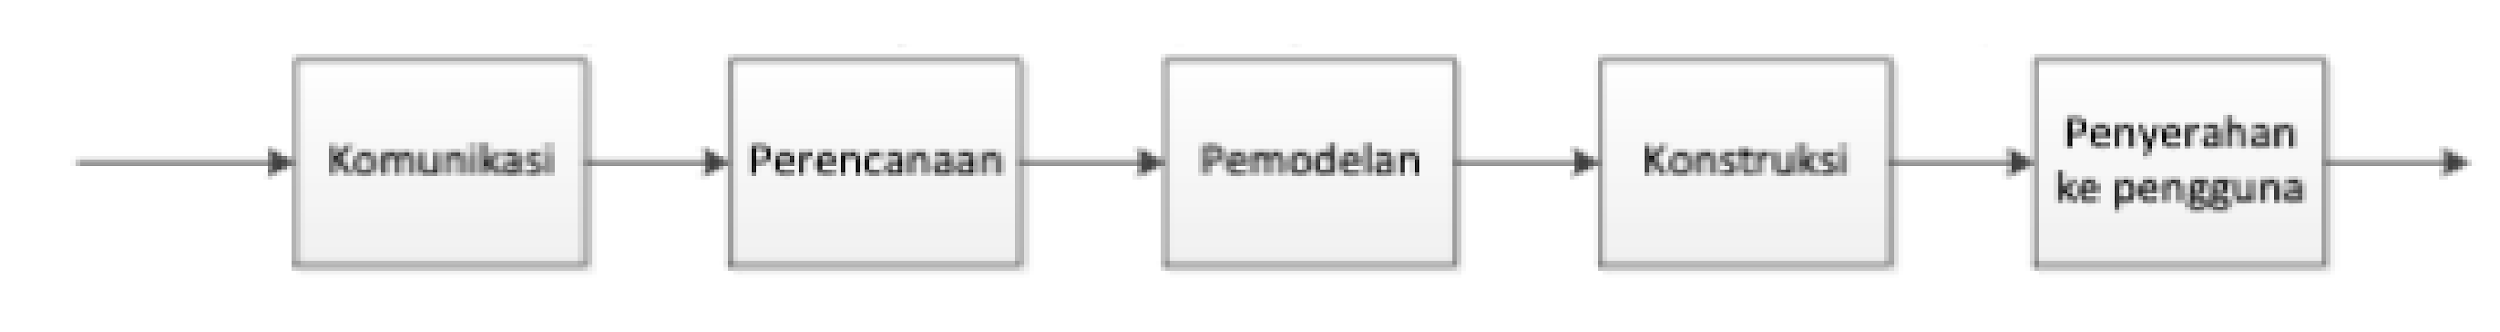 Komunikasi
Perencanaan
Pemodelan
Konstruksi
Penyerahan
ke pengguna